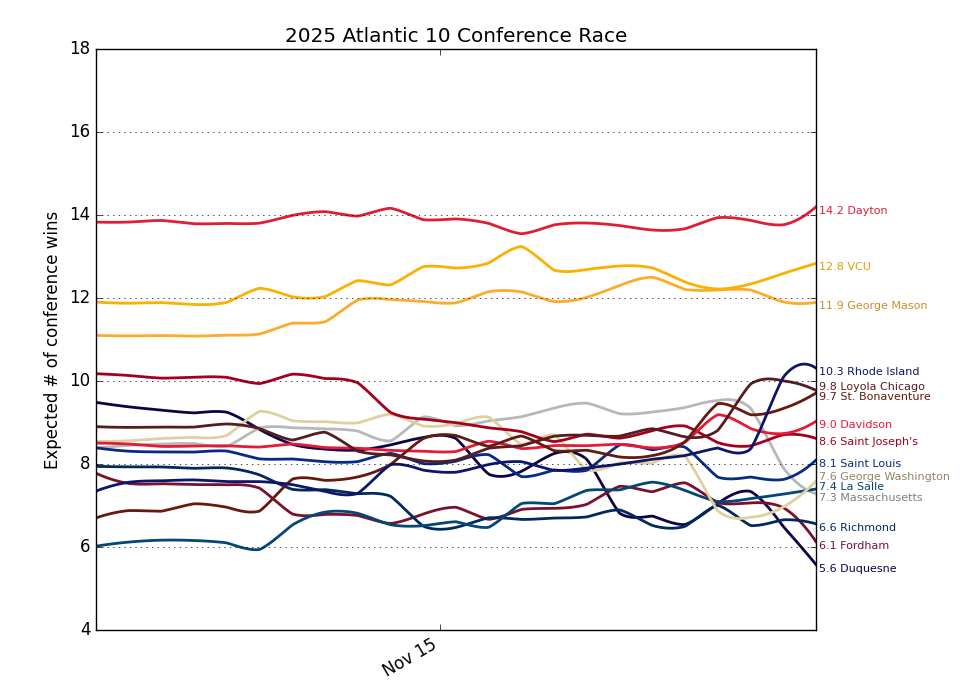 2025 Atlantic 10 Conference Race
Expected # of conference wins
18
16
14
12
10
8
6
4
Nov 15
14.2 Dayton
12.8 VCU
11.9 George Mason
10.3 Rhode Island
9.8 Loyola Chicago
9.7 St. Bonaventure
9.0 Davidson
8.6 Saint Joseph's
8.1 Saint Louis
7.6 George Washington
7.4 La Salle
7.3 Massachusetts
6.6 Richmond
6.1 Fordham
5.6 Duquesne